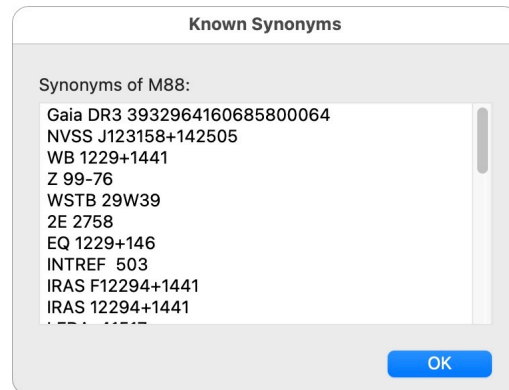 Known Synonyms
Synonyms of M88:
Gaia DR3 3932964160685800064
NVSS J123158+142505
WB 1229+1441
Z 99-76
WSTB 29W39
2E 2758
EQ 1229+146
INTREF  503
IRAS F12294+1441
IRAS 12294+1441
OK